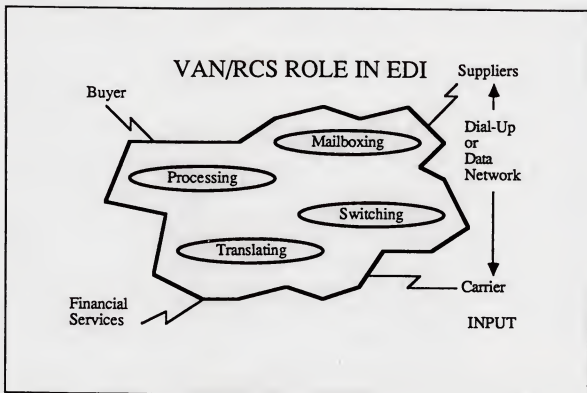 VAN/RCS ROLE IN EDI
Suppliers
Buyer
Dial-Up
or
Data
Network
Mailboxing
Processing
Switching
Translating
Carrier
Financial
Services
INPUT